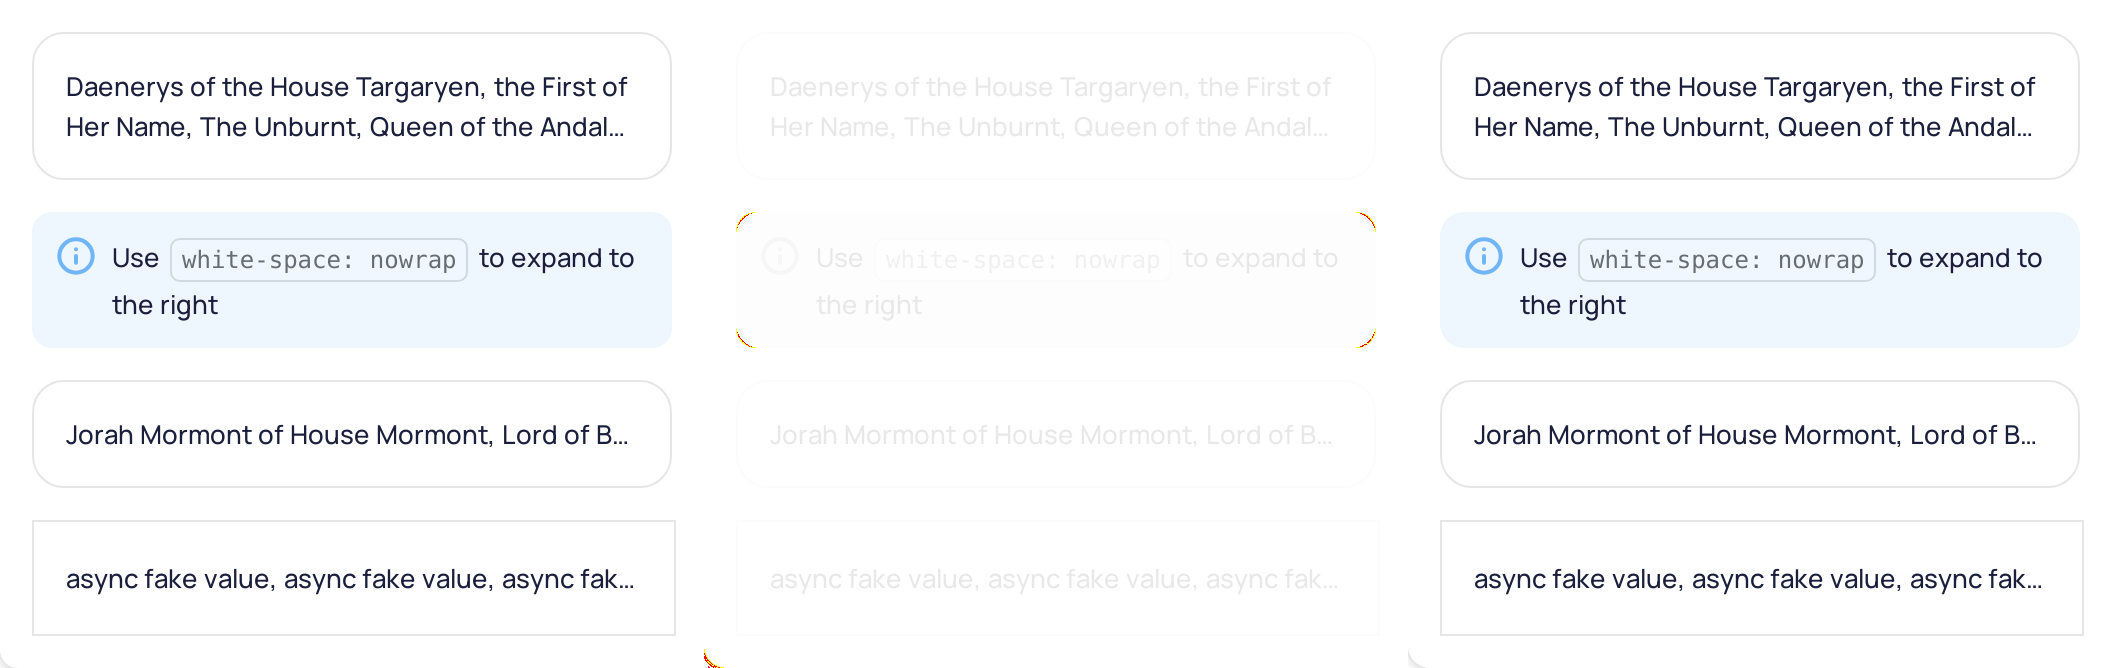 Daenerys of the House Targaryen, the First of
Her Name, The Unburnt, Queen of the Andal...
Use white-space: nowrap to expand to
the right
Jorah Mormont of House Mormont, Lord of B...
async fake value, async fake value, async fak...
Daenerys of the House Targaryen, the First of
Her Name, The Unburnt, Queen of the Andal...
Use white-space: nowrap to expand to
the right
Jorah Mormont of House Mormont, Lord of B...
async fake value, async fake value, async fak...
Daenerys of the House Targaryen, the First of
Her Name, The Unburnt, Queen of the Andal...
Use white-space: nowrap to expand to
the right
Jorah Mormont of House Mormont, Lord of B...
async fake value, async fake value, async fak...